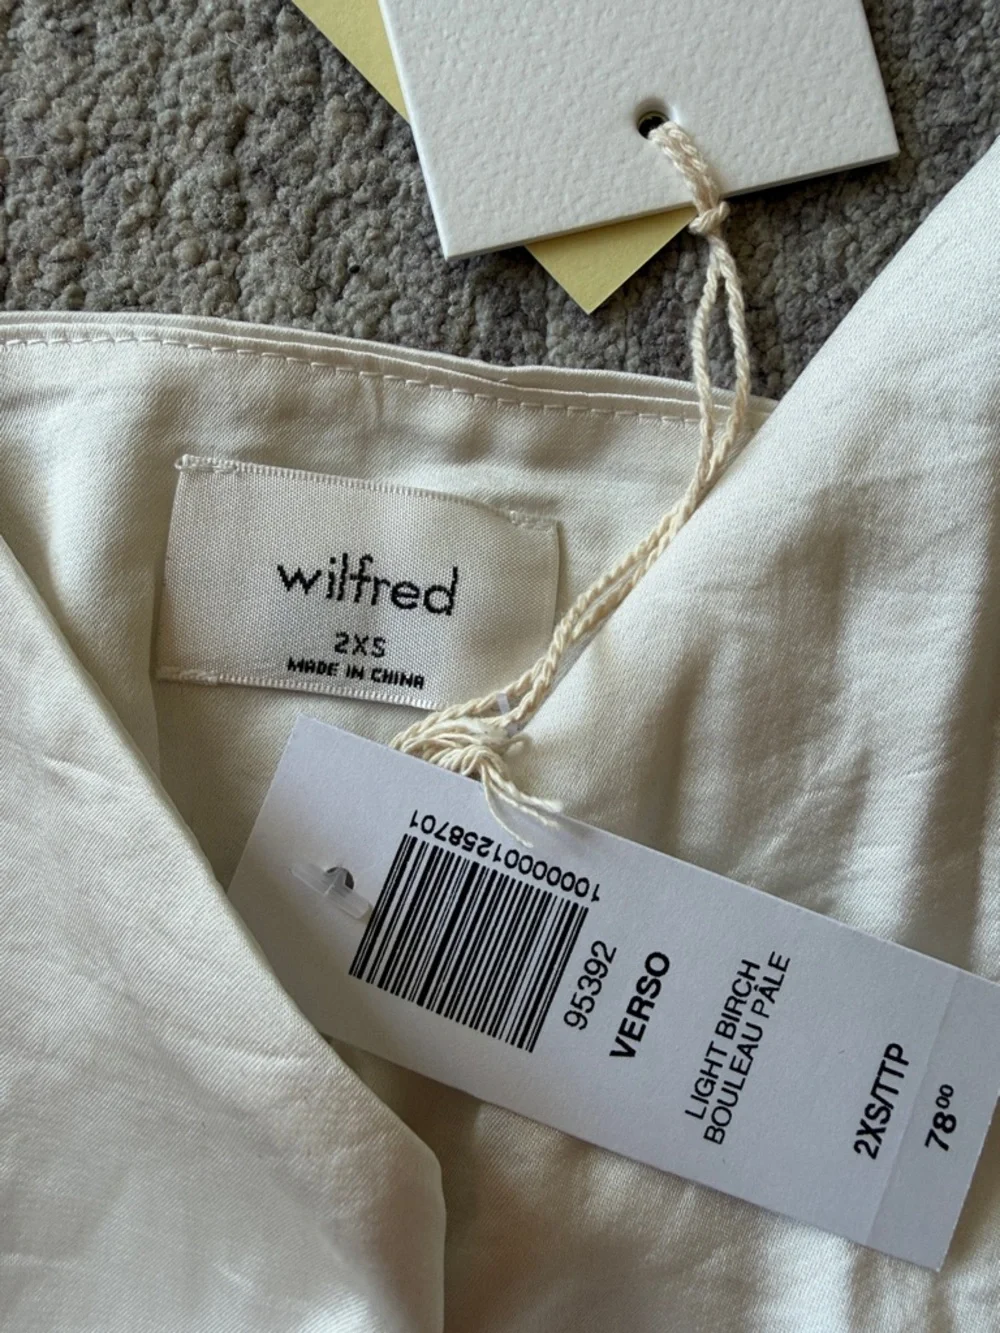 wilfred
2XS
MADE IN CHINA
10000001258701
95392
VERSO
LIGHT BIRCH
BOULEAU PÂLE
2XS/TTP
78⁰⁰